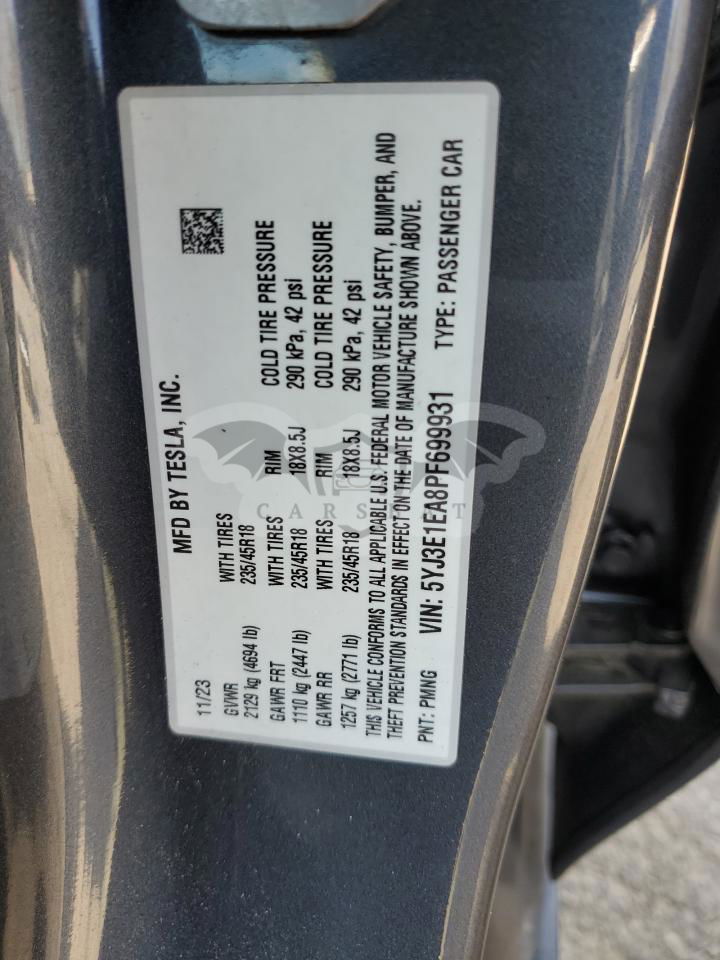 11/23 MFD BY TESLA, INC.
GVWR WITH TIRES
2129 kg (4694 lb) 235/45R18
GAWR FRT WITH TIRES RIM COLD TIRE PRESSURE
1110 kg (2447 lb) 235/45R18 18X8.5J 290 kPa, 42 psi
GAWR RR WITH TIRES RIM COLD TIRE PRESSURE
1257 kg (2771 lb) 235/45R18 18X8.5J 290 kPa, 42 psi
THIS VEHICLE CONFORMS TO ALL APPLICABLE U.S. FEDERAL MOTOR VEHICLE SAFETY, BUMPER, AND
THEFT PREVENTION STANDARDS IN EFFECT ON THE DATE OF MANUFACTURE SHOWN ABOVE.
PNT: PMNG VIN: 5YJ3E1EA8PF699931 TYPE: PASSENGER CAR